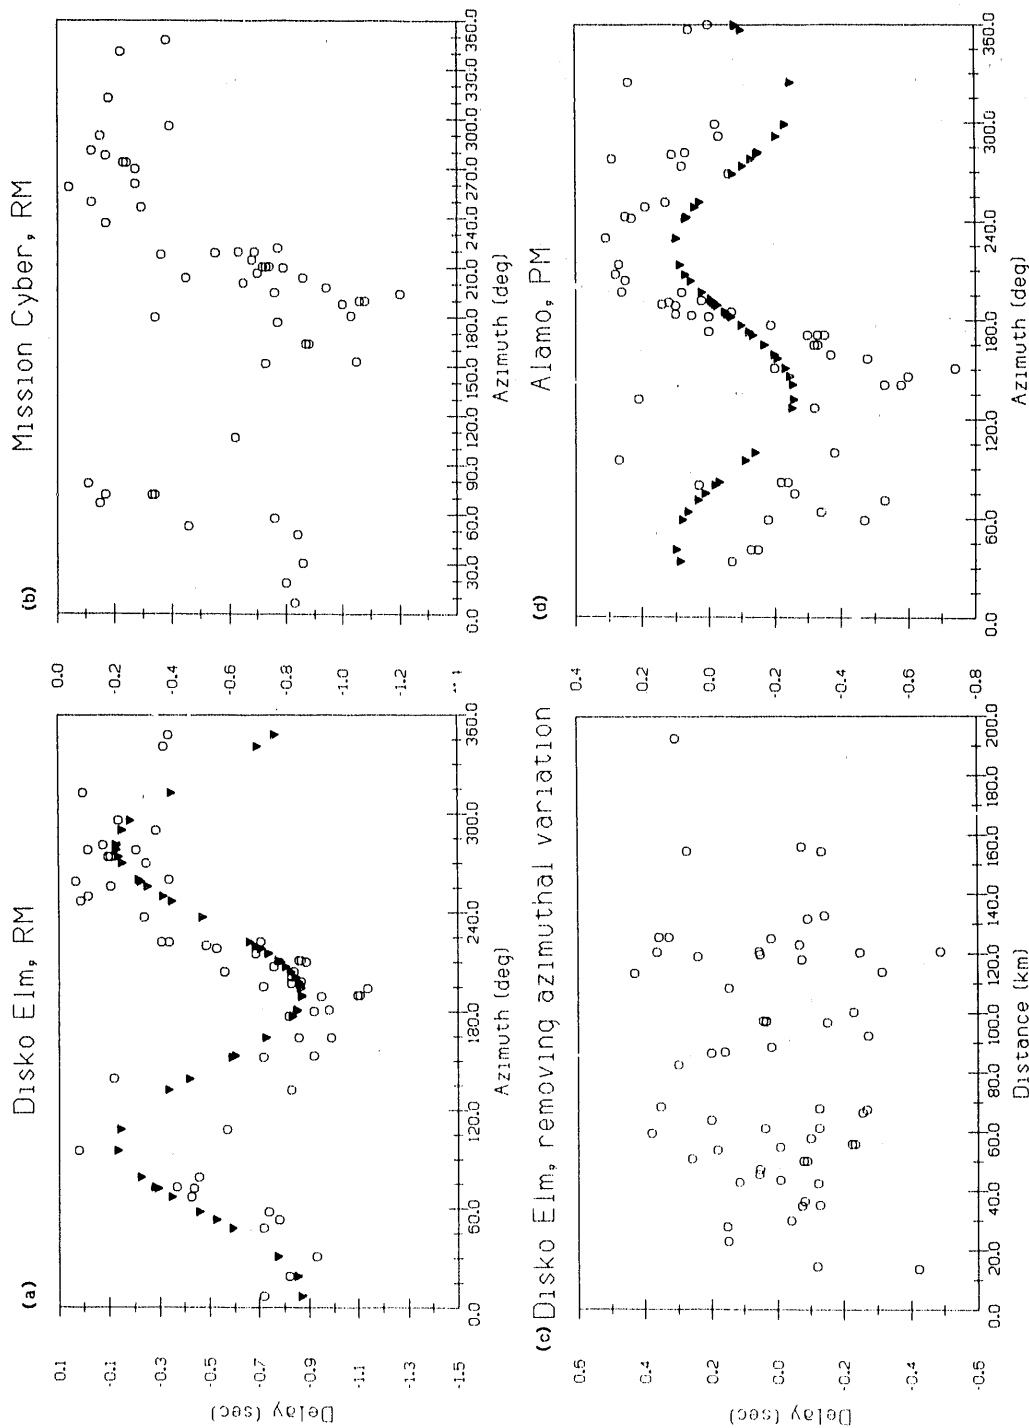 (a) Disko Elm, RM
0.1
-0.1
-0.3
-0.5
-0.7
-0.9
-1.1
-1.3
-1.5
Delay (sec)
0.0 60.0 120.0 180.0 240.0 300.0 360.0
Azimuth (deg)
(b) Mission Cyber, RM
0.0
-0.2
-0.4
-0.6
-0.8
-1.0
-1.2
0.0 30.0 60.0 90.0 120.0 150.0 180.0 210.0 240.0 270.0 300.0 330.0 360.0
Azimuth (deg)
(c) Disko Elm, removing azimuthal variation
0.6
0.4
0.2
0.0
-0.2
-0.4
-0.6
Delay (sec)
0.0 20.0 40.0 60.0 80.0 100.0 120.0 140.0 160.0 180.0 200.0
Distance (km)
(d) Alamo, PM
0.4
0.2
0.0
-0.2
-0.4
-0.6
-0.8
0.0 60.0 120.0 180.0 240.0 300.0 360.0
Azimuth (deg)